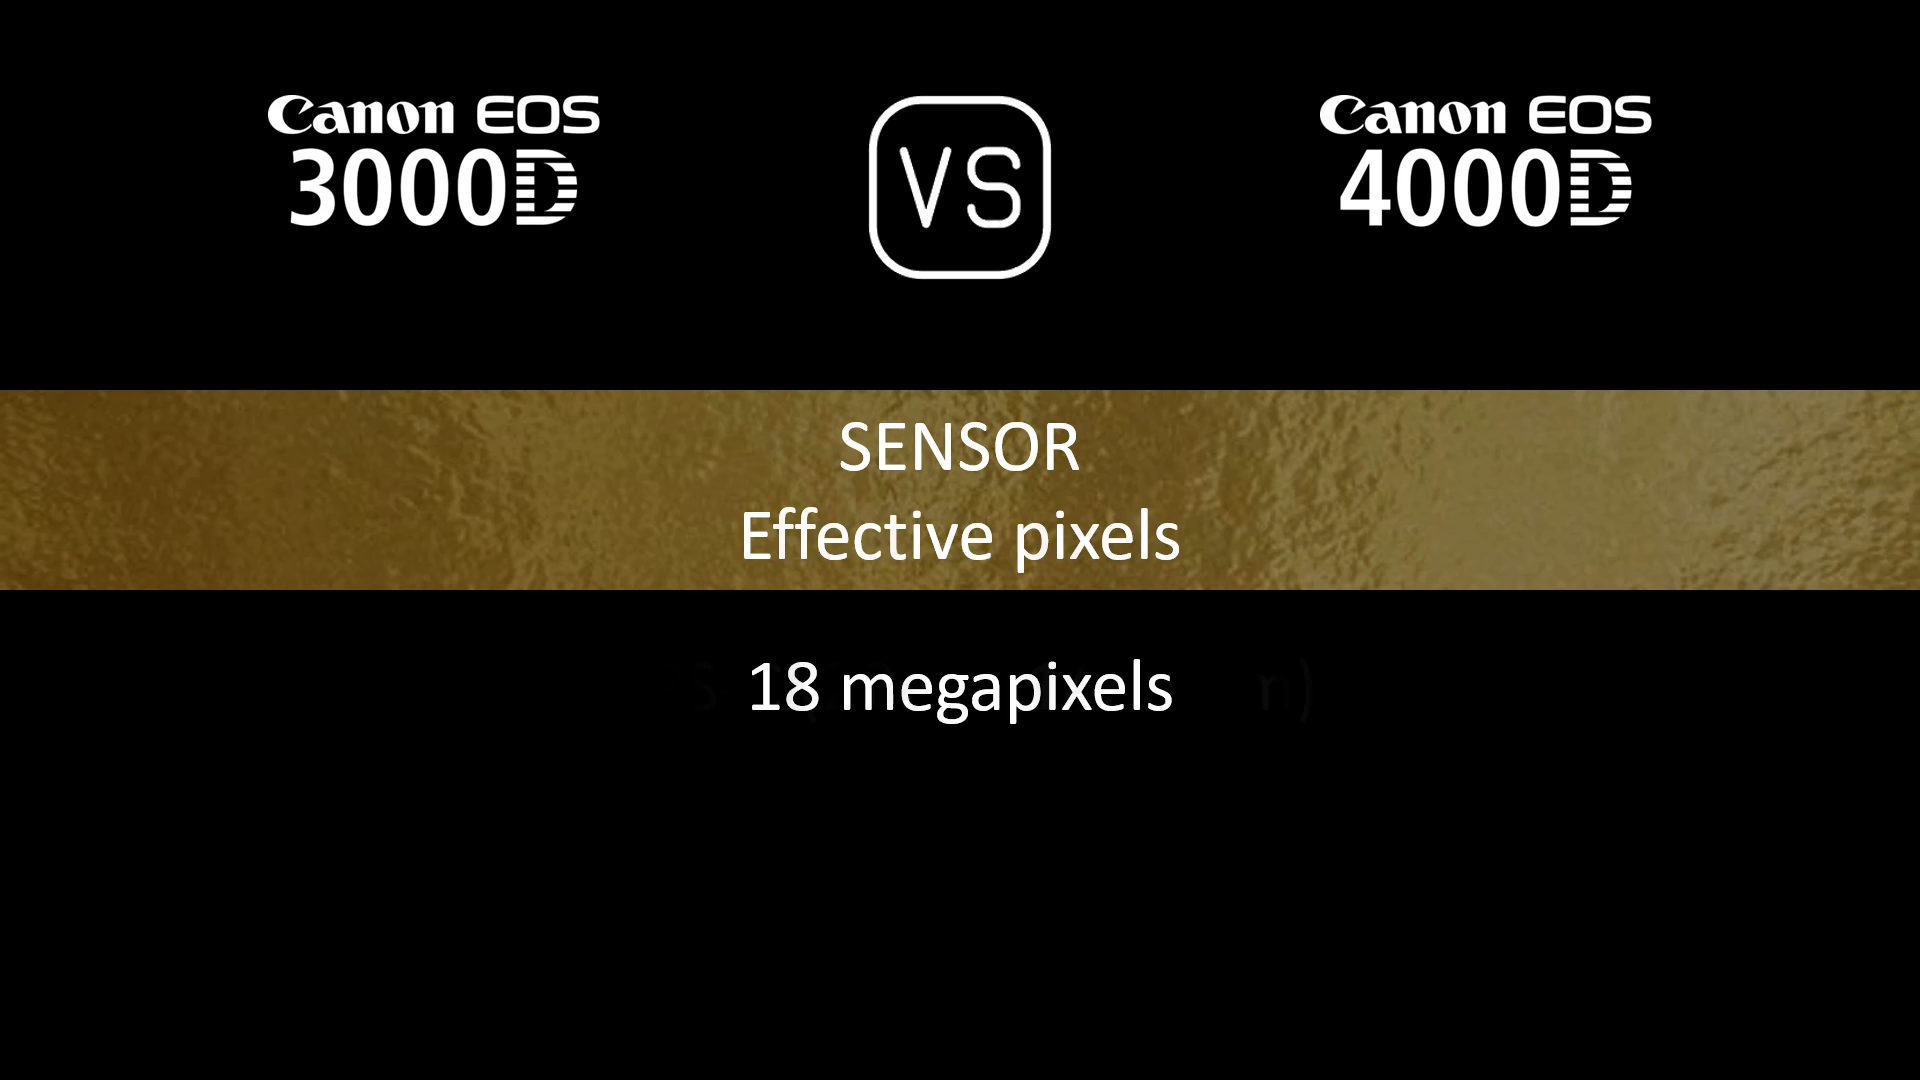 Canon EOS
3000D
VS
Canon EOS
4000D
SENSOR
Effective pixels
18 megapixels